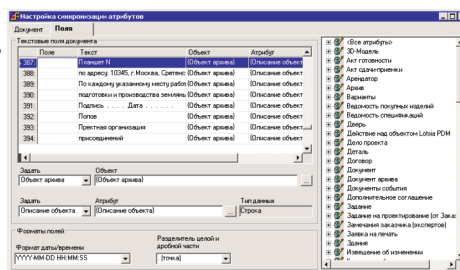 Настройка синхронизации атрибутов
Документ Поля
Текстовые поля документа
Поле Текст Объект Атрибут
387: Планшет N (Объект архива) (Описание объект
388: по адресу: 10345, г.Москва, Сретенс (Объект архива) (Описание объект
389: По каждому указанному месту работ (Объект архива) (Описание объект
390: подготовки и производства землянь (Объект архива) (Описание объект
391: Подпись . . . . Дата . . . . . . (Объект архива) (Описание объект
392: Попов (Объект архива) (Описание объект
393: Пректная организация (Объект архива) (Описание объект
394: присоединений (Объект архива) (Описание объект
Задать Объект
Объект архива (Объект архива)
Задать Атрибут Тип данных
Описание объекта (Описание объекта) ... Строка
Форматы полей
Формат даты/времени Разделитель целой и дробной части
YYYY-MM-DD HH:MM:SS . (точка)
<Все атрибуты>
3D-Модель
Акт готовности
Акт сдачи-приемки
Арендатор
Архив
Варианты
Ведомость покупных изделий
Ведомость спецификаций
Дверь
Действие над объектом Lotsia PDM
Дело проекта
Деталь
Договор
Документ
Документ архива
Документы события
Дополнительное соглашение
Задание
Задание на проектирование (от Заказ
Замечания заказчика (экспертов)
Заявка на печать
Здание
Извещение об изменении